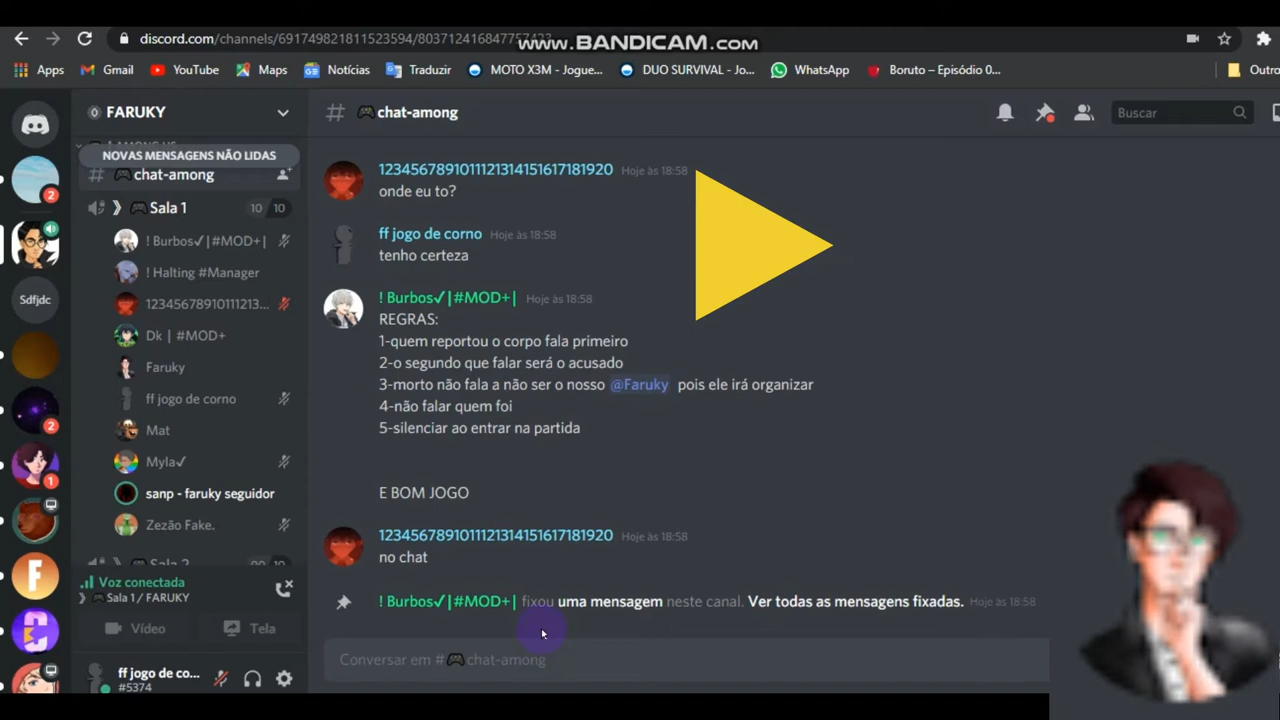 discord.com/channels/691749821811523594/803712416847757423
www.BANDICAM.com
Apps
Gmail
YouTube
Maps
Notícias
Traduzir
MOTO X3M - Jogue...
DUO SURVIVAL - Jo...
WhatsApp
Boruto – Episódio 0...
Outro
FARUKY
# chat-among
Buscar
NOVAS MENSAGENS NÃO LIDAS
# chat-among
Sala 1
10 / 10
! Burbos✓|#MOD+|
! Halting #Manager
12345678910111213...
Dk | #MOD+
Faruky
ff jogo de corno
Mat
Myla✓
sanp - faruky seguidor
Zezão Fake.
Sala 2
2
Sdfjdc
2
1
F
Voz conectada
Sala 1 / FARUKY
Vídeo
Tela
ff jogo de co...
#5374
1234567891011121314151617181920 Hoje às 18:58
onde eu to?
ff jogo de corno Hoje às 18:58
tenho certeza
! Burbos✓|#MOD+| Hoje às 18:58
REGRAS:
1-quem reportou o corpo fala primeiro
2-o segundo que falar será o acusado
3-morto não fala a não ser o nosso @Faruky pois ele irá organizar
4-não falar quem foi
5-silenciar ao entrar na partida
E BOM JOGO
1234567891011121314151617181920 Hoje às 18:58
no chat
! Burbos✓|#MOD+| fixou uma mensagem neste canal. Ver todas as mensagens fixadas. Hoje às 18:58
Conversar em # chat-among